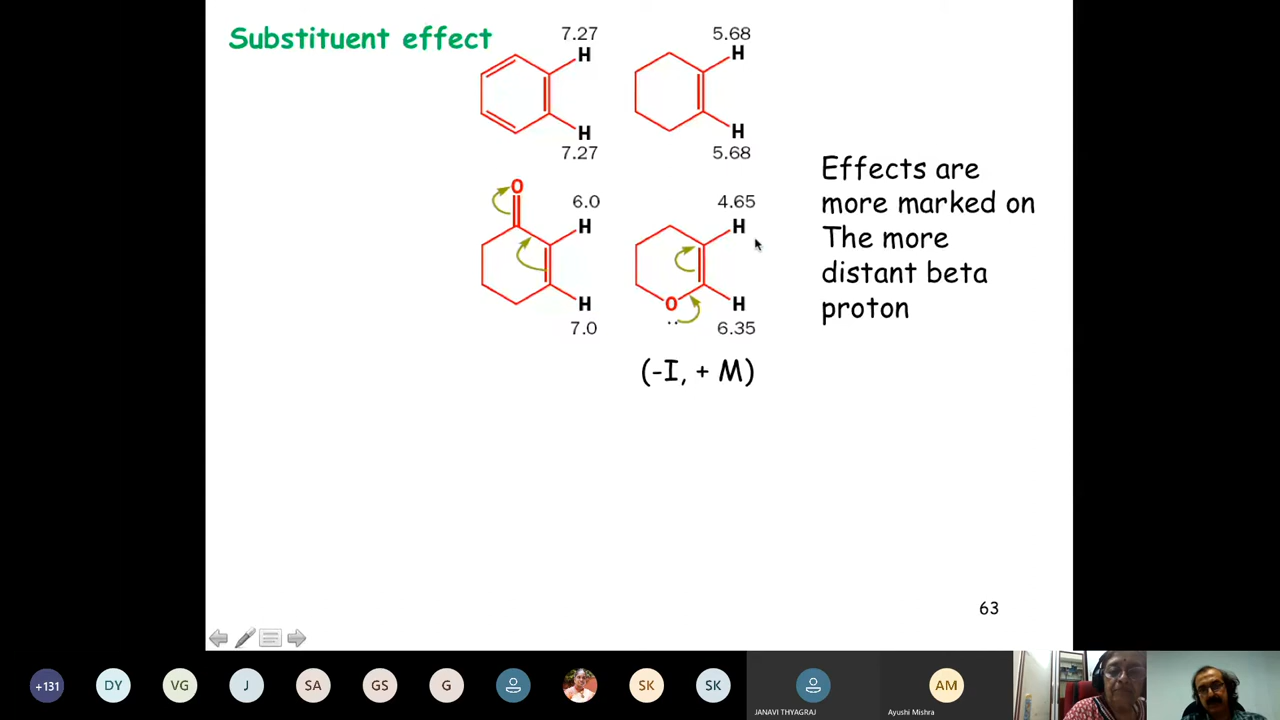 Substituent effect
7.27
H
H
7.27
5.68
H
H
5.68
O
6.0
H
H
7.0
4.65
H
O
H
6.35
(-I, + M)
Effects are
more marked on
The more
distant beta
proton
63
+131
DY
VG
J
SA
GS
G
SK
SK
JANAVI THYAGRAJ
AM
Ayushi Mishra